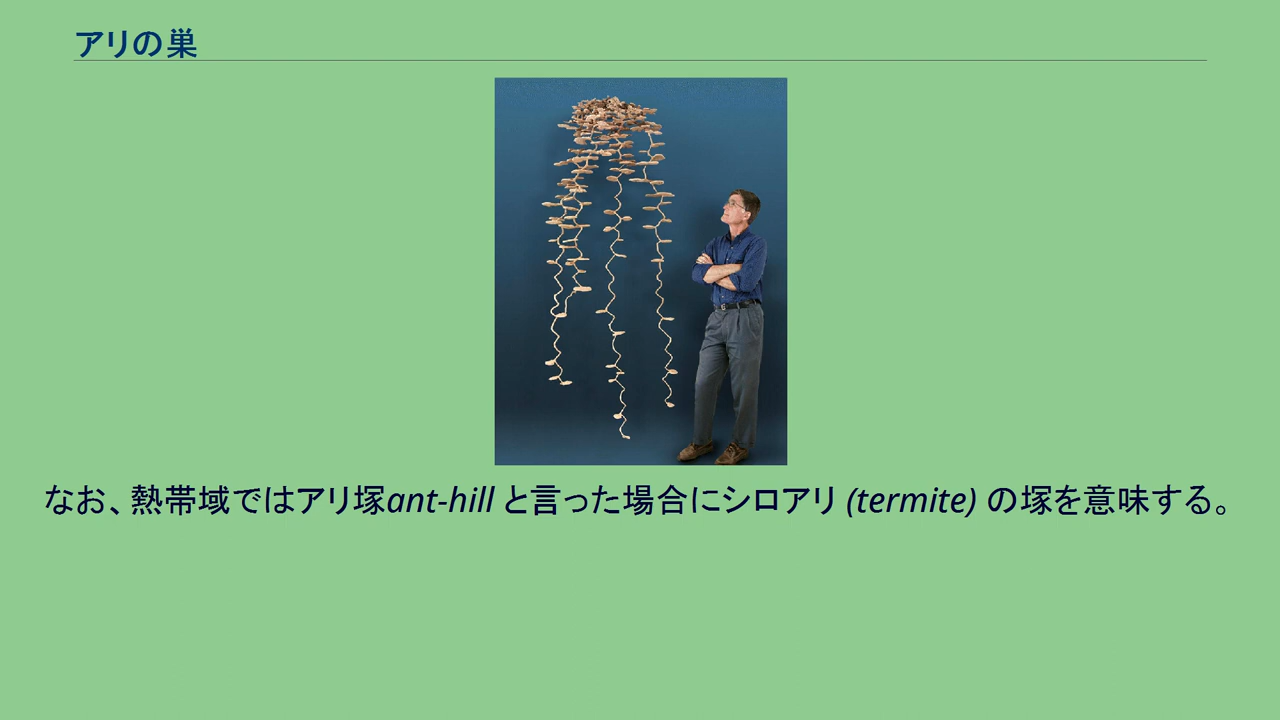 アリの巣
なお、熱帯域ではアリ塚ant-hill と言った場合にシロアリ (termite) の塚を意味する。